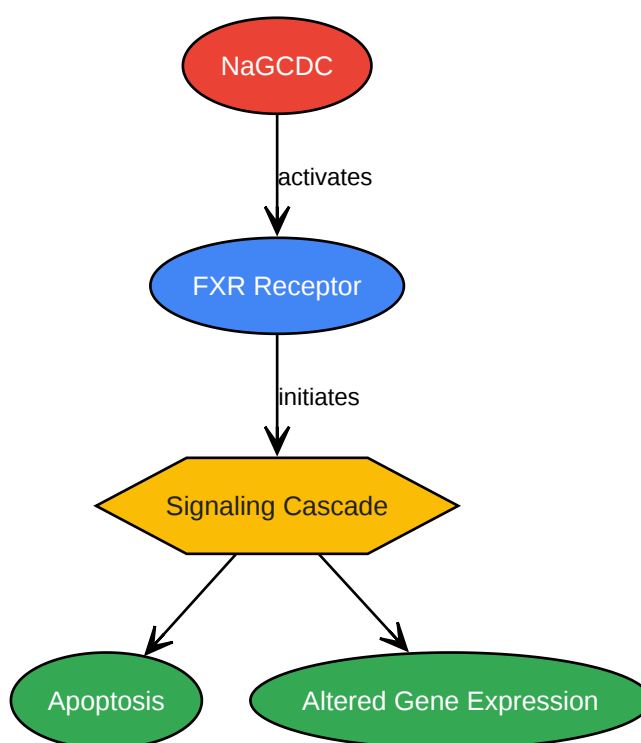 NaGCDC
activates
FXR Receptor
initiates
Signaling Cascade
Apoptosis
Altered Gene Expression